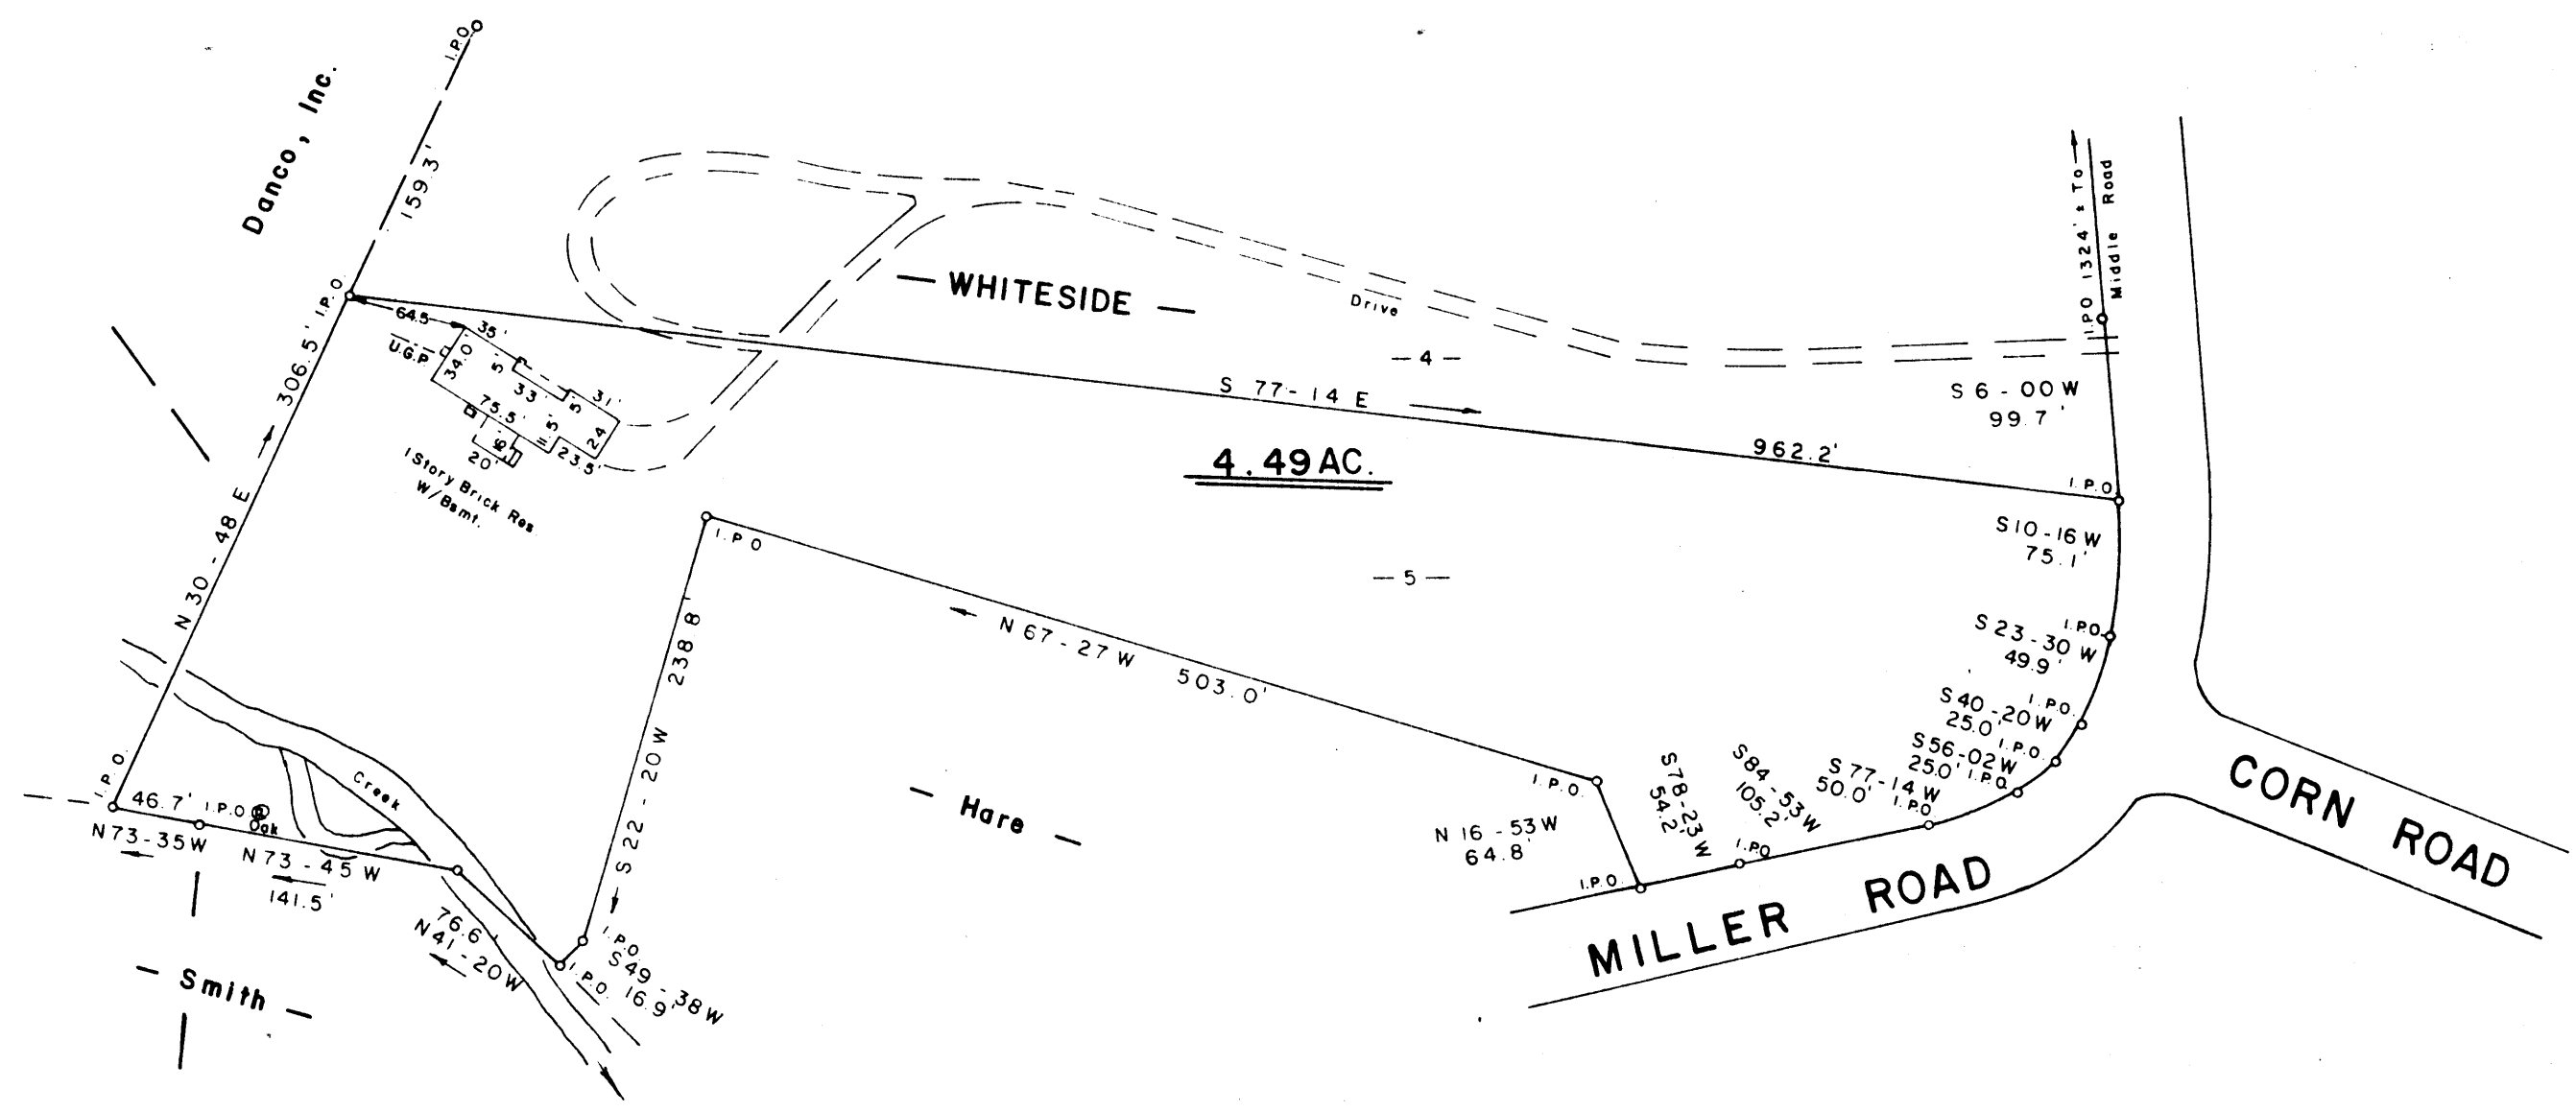 I.P.O.
Danco, Inc.
159.3'
I.P.O.
306.5'
N 30 - 48 E
I.P.O.
64.5
U.G.P.
35'
34.0
5
33
5
31'
75.5'
16
11.5
24
20'
23.5'
1 Story Brick Res
W/Bsmt.
— WHITESIDE —
Drive
— 4 —
S 77 - 14 E
962.2'
4.49 AC.
— 5 —
I.P.O 1324' ± To
Middle Road
S 6 - 00 W
99.7'
I.P.O.
S 10 - 16 W
75.1'
I.P.O.
S 23 - 30 W
49.9'
I.P.O.
S 40 - 20 W
25.0'
I.P.O.
S 56 - 02 W
25.0'
I.P.O.
S 77 - 14 W
50.0'
I.P.O.
S 84 - 53 W
105.2'
I.P.O
S 78 - 23 W
54.2'
I.P.O.
N 16 - 53 W
64.8'
I.P.O.
N 67 - 27 W
503.0'
I.P.O
238 8'
S 22 - 20 W
I.P.O.
S 49 - 38 W
16.9'
I.P.O.
76.6'
N 41 - 20 W
Creek
46.7'
I.P.O
Oak
N 73 - 35 W
N 73 - 45 W
141.5'
— Smith —
— Hare —
MILLER ROAD
CORN ROAD